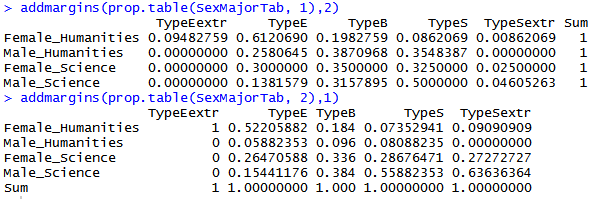 > addmargins(prop.table(SexMajorTab, 1),2)
TypeEextr TypeE TypeB TypeS TypeSextr Sum
Female_Humanities 0.09482759 0.6120690 0.1982759 0.0862069 0.00862069 1
Male_Humanities 0.00000000 0.2580645 0.3870968 0.3548387 0.00000000 1
Female_Science 0.00000000 0.3000000 0.3500000 0.3250000 0.02500000 1
Male_Science 0.00000000 0.1381579 0.3157895 0.5000000 0.04605263 1
> addmargins(prop.table(SexMajorTab, 2),1)
TypeEextr TypeE TypeB TypeS TypeSextr
Female_Humanities 1 0.52205882 0.184 0.07352941 0.09090909
Male_Humanities 0 0.05882353 0.096 0.08088235 0.00000000
Female_Science 0 0.26470588 0.336 0.28676471 0.27272727
Male_Science 0 0.15441176 0.384 0.55882353 0.63636364
Sum 1 1.00000000 1.000 1.00000000 1.00000000